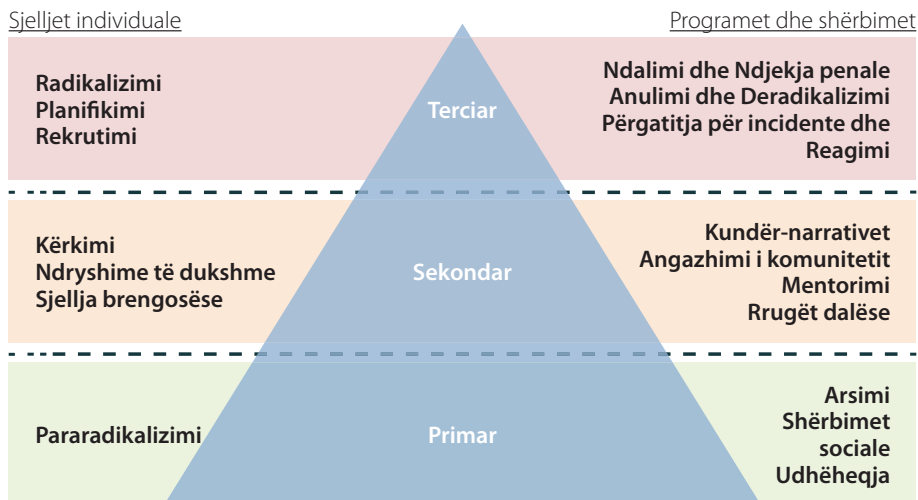 Sjelljet individuale
Programet dhe shërbimet
Radikalizimi
Planifikimi
Rekrutimi
Terciar
Ndalimi dhe Ndjekja penale
Anulimi dhe Deradikalizimi
Përgatitja për incidente dhe
Reagimi
Kërkimi
Ndryshime të dukshme
Sjellja brengosëse
Sekondar
Kundër-narrativet
Angazhimi i komunitetit
Mentorimi
Rrugët dalëse
Pararadikalizimi
Primar
Arsimi
Shërbimet
sociale
Udhëheqja